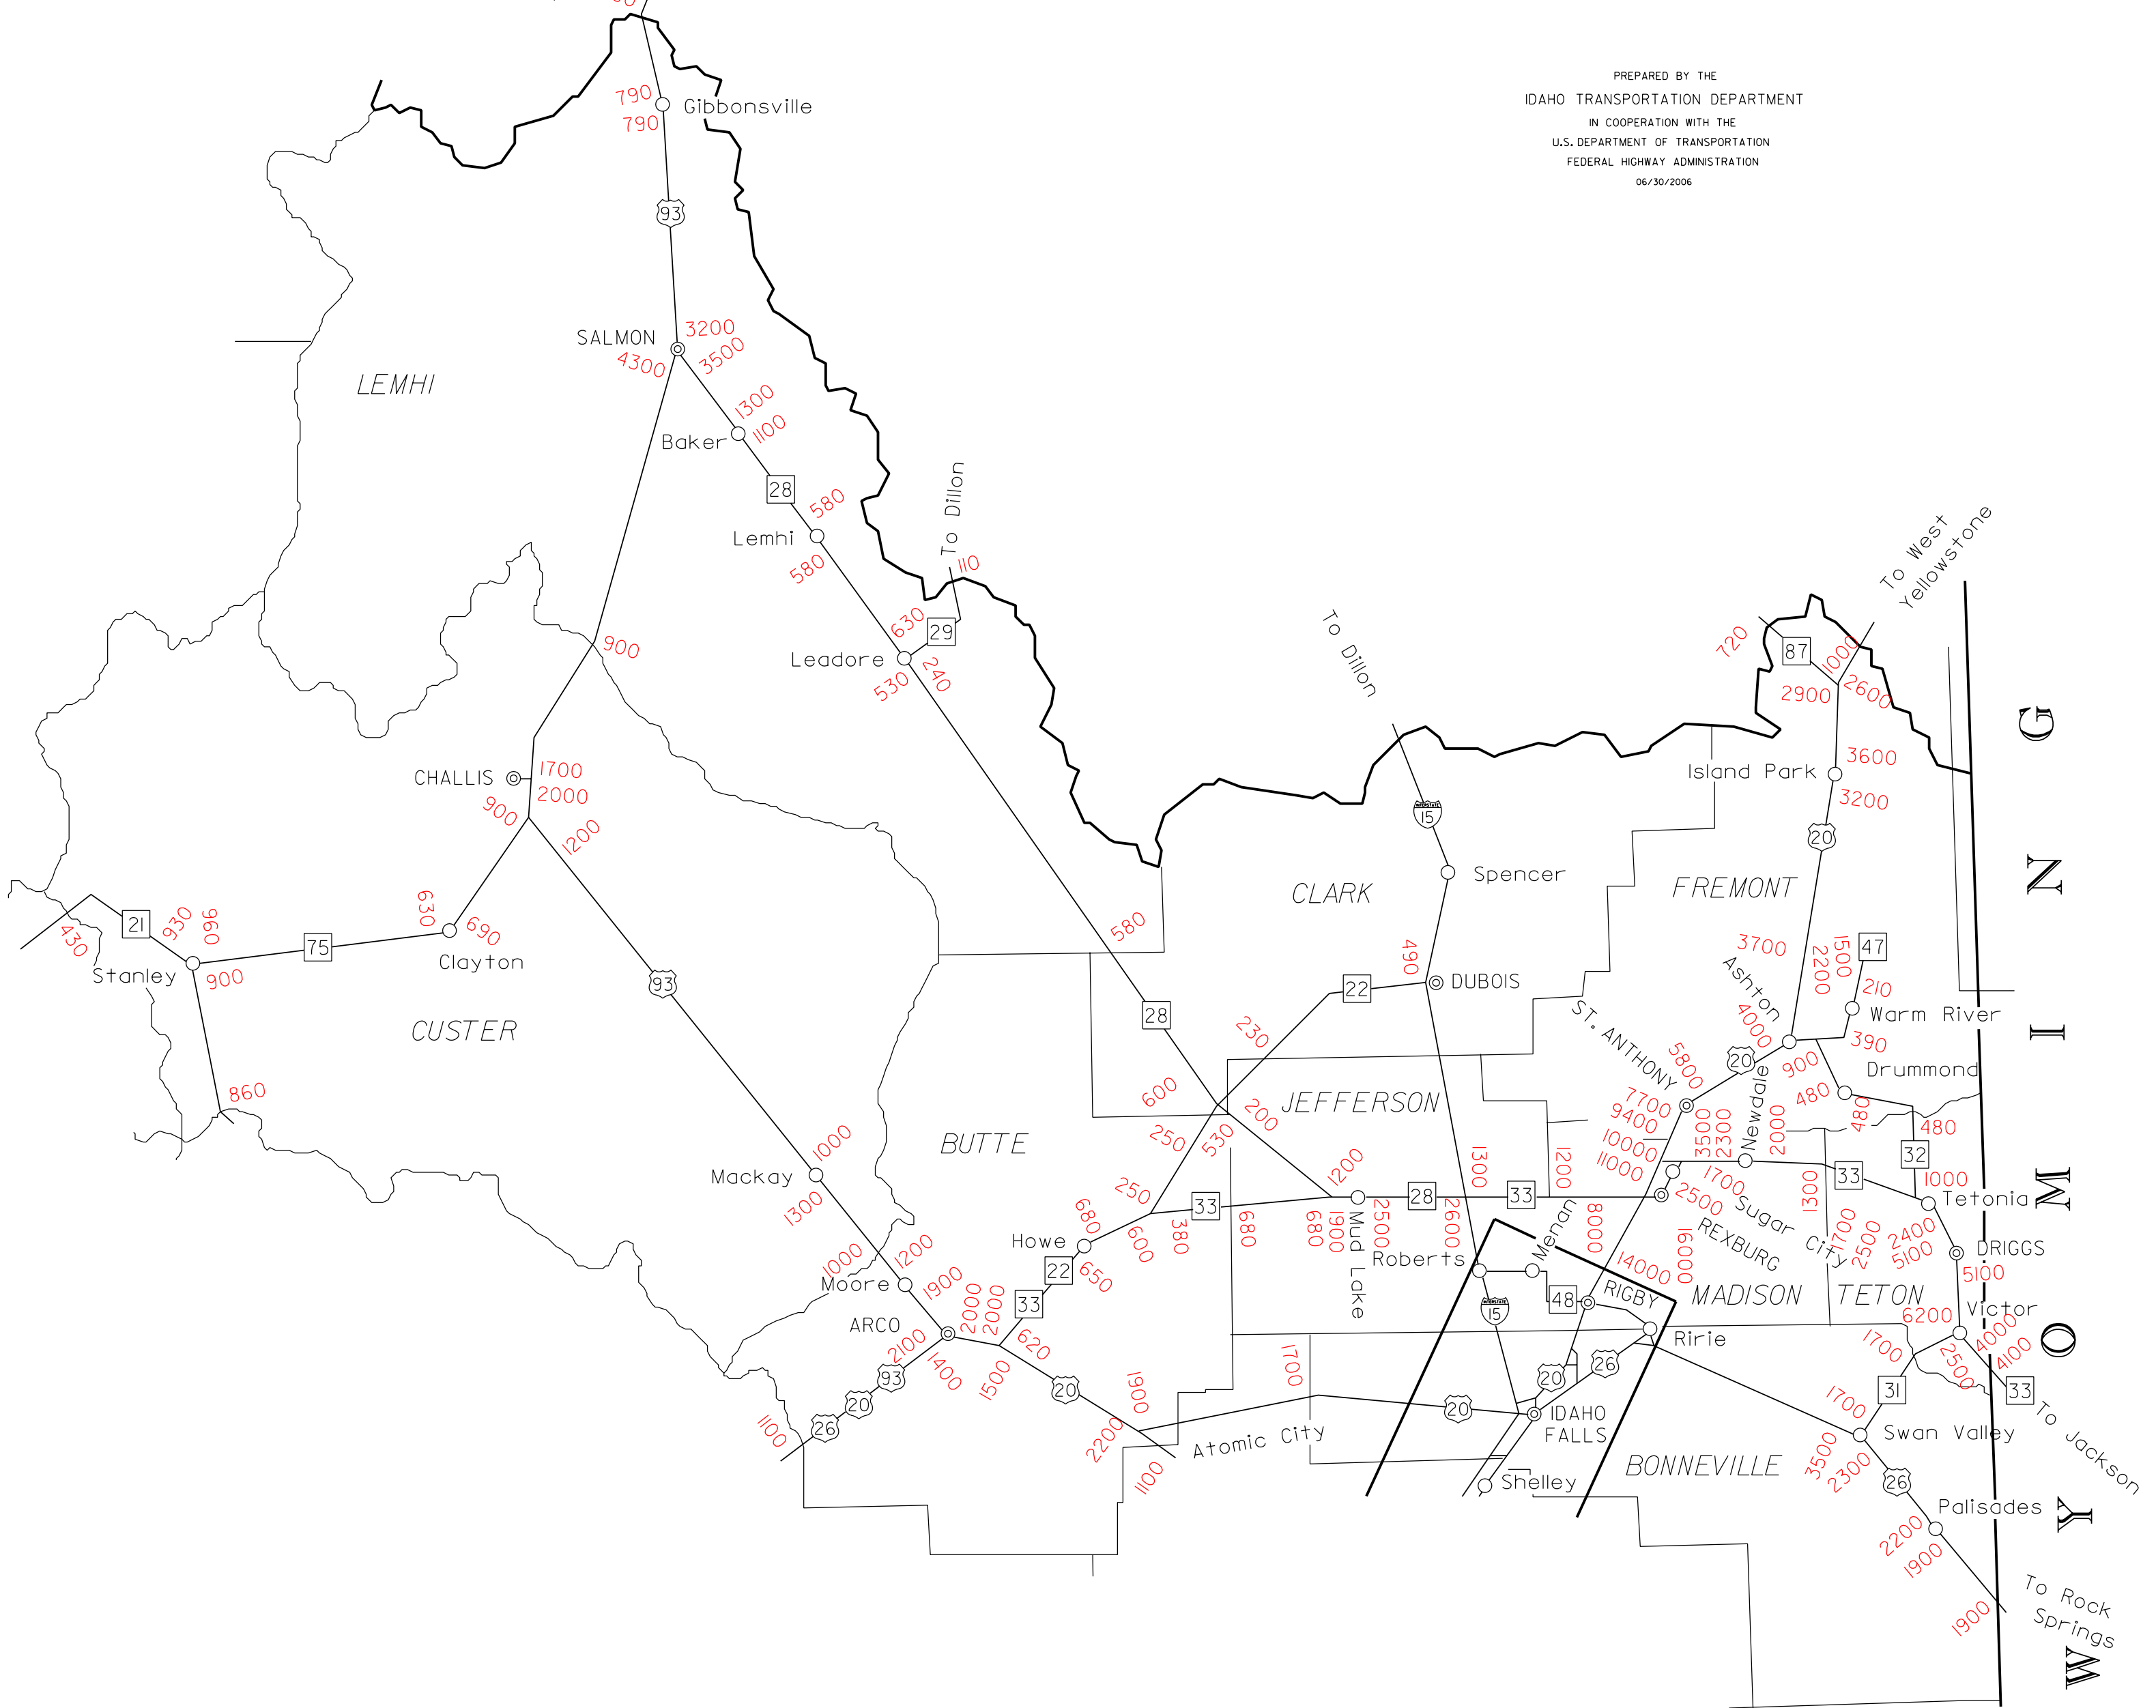 PREPARED BY THE
IDAHO TRANSPORTATION DEPARTMENT
IN COOPERATION WITH THE
U.S. DEPARTMENT OF TRANSPORTATION
FEDERAL HIGHWAY ADMINISTRATION
06/30/2006
790
Gibbonsville
790
93
SALMON
3200
4300
3500
LEMHI
1300
1100
Baker
28
580
Lemhi
580
To Dillon
110
630
29
Leadore
240
530
900
To Dillon
To West
Yellowstone
720
87
1000
2900
2600
CHALLIS
1700
2000
900
1200
Island Park
3600
3200
20
15
Spencer
CLARK
FREMONT
630
690
Clayton
21
930
960
430
75
Stanley
900
93
CUSTER
860
580
28
490
DUBOIS
22
230
3700
2200
1500
47
210
Ashton
4000
Warm River
390
ST. ANTHONY
5800
20
900
Drummond
Newdale
480
480
480
600
200
JEFFERSON
250
530
BUTTE
7700
9400
10000
11000
3500
2300
2000
32
1000
Mackay
1300
1200
1300
1200
1700
2500
1300
33
1000
Tetonia
250
33
28
33
380
680
680
1900
Mud Lake
2500
2600
680
Howe
600
22
650
Menan
8000
Roberts
14000
16000
Sugar City
REXBURG
1700
2500
2400
5100
DRIGGS
5100
1000
1200
Moore
1900
33
ARCO
2000
2000
620
2100
1400
1500
93
20
26
1100
20
1900
2200
1100
Atomic City
1700
20
15
48
RIGBY
MADISON
TETON
Ririe
26
20
IDAHO
FALLS
Shelley
6200
Victor
4000
4100
1700
2500
31
33
To Jackson
1700
Swan Valley
3500
2300
26
BONNEVILLE
Palisades
2200
1900
1900
To Rock
Springs
W Y O M I N G